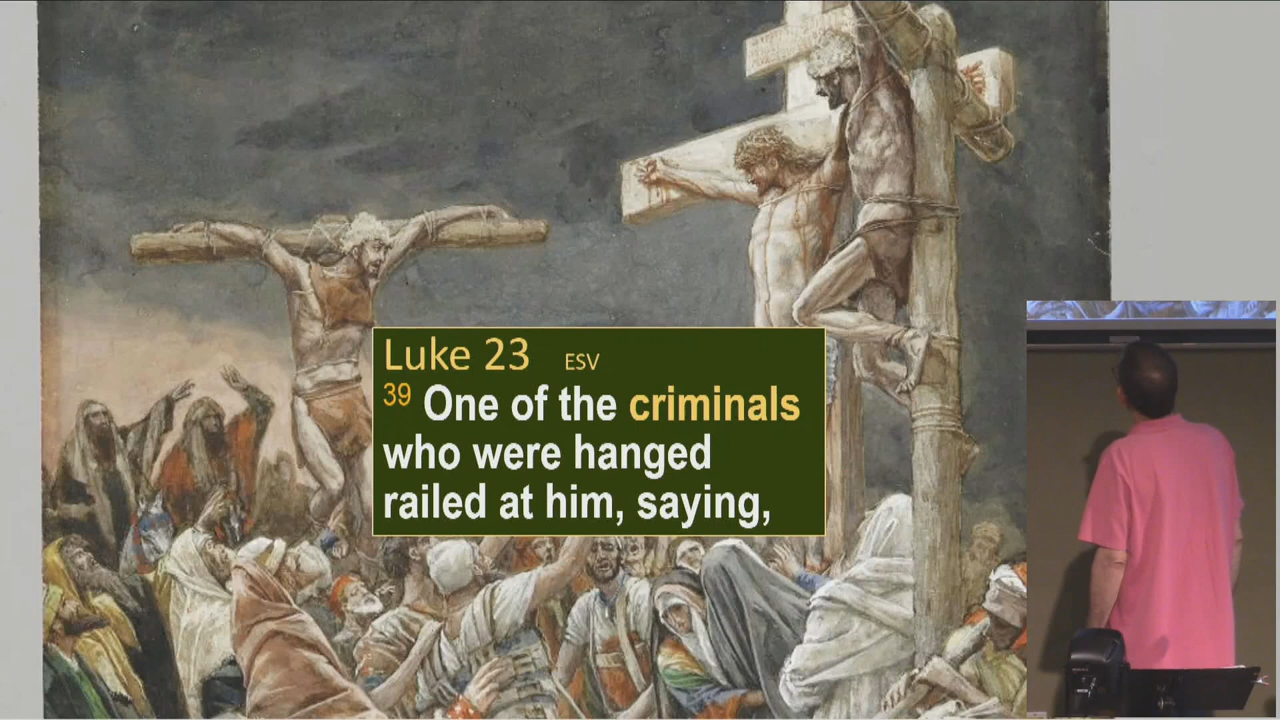 Luke 23 ESV
39 One of the criminals
who were hanged
railed at him, saying,